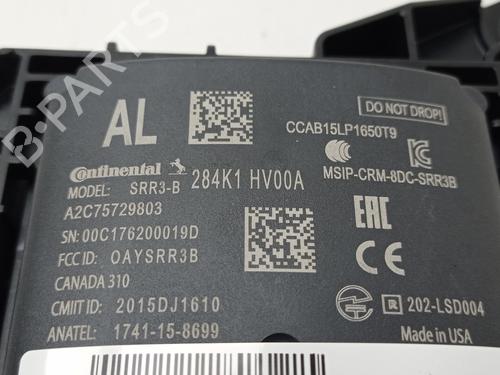 B-PARTS
DO NOT DROP!
AL
CCAB15LP1650T9
MSIP-CRM-8DC-SRR3B
Continental
MODEL: SRR3-B 284K1 HV00A
A2C75729803
SN: 00C176200019D
FCC ID: OAYSRR3B
EAC
CANADA 310
CMIIT ID: 2015DJ1610
R 202-LSD004
ANATEL: 1741-15-8699
Made in USA